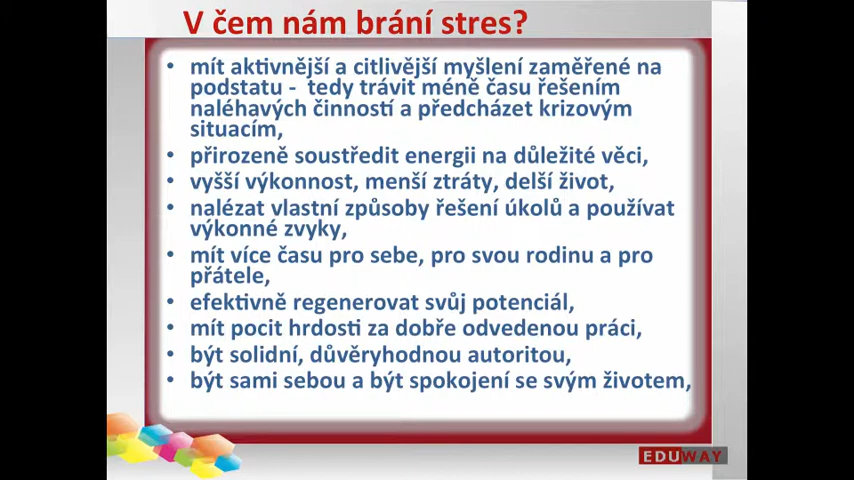 V čem nám brání stres?
• mít aktivnější a citlivější myšlení zaměřené na
podstatu -  tedy trávit méně času řešením
naléhavých činností a předcházet krizovým
situacím,
• přirozeně soustředit energii na důležité věci,
• vyšší výkonnost, menší ztráty, delší život,
• nalézat vlastní způsoby řešení úkolů a používat
výkonné zvyky,
• mít více času pro sebe, pro svou rodinu a pro
přátele,
• efektivně regenerovat svůj potenciál,
• mít pocit hrdosti za dobře odvedenou práci,
• být solidní, důvěryhodnou autoritou,
• být sami sebou a být spokojení se svým životem,
EDUWAY